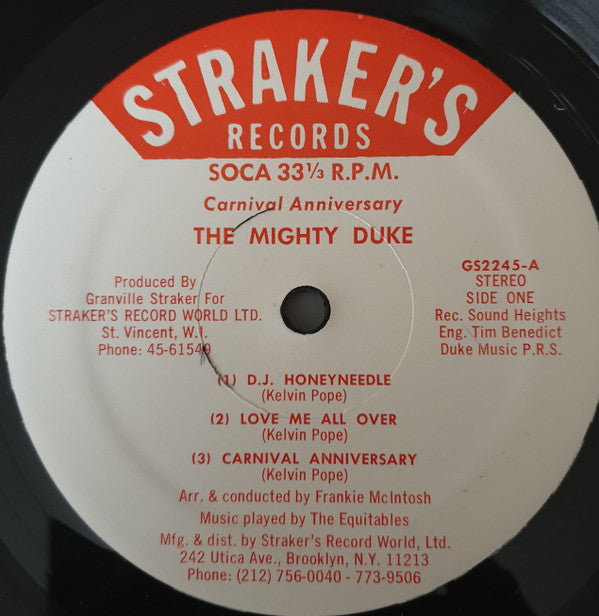 STRAKER'S
RECORDS
SOCA 33⅓ R.P.M.
Carnival Anniversary
THE MIGHTY DUKE
Produced By
Granville Straker For
STRAKER'S RECORD WORLD LTD.
St. Vincent, W.I.
Phone: 45-61549
GS2245-A
STEREO
SIDE ONE
Rec. Sound Heights
Eng. Tim Benedict
Duke Music P.R.S.
(1) D.J. HONEYNEEDLE
(Kelvin Pope)
(2) LOVE ME ALL OVER
(Kelvin Pope)
(3) CARNIVAL ANNIVERSARY
(Kelvin Pope)
Arr. & conducted by Frankie McIntosh
Music played by The Equitables
Mfg. & dist. by Straker's Record World, Ltd.
242 Utica Ave., Brooklyn, N.Y. 11213
Phone: (212) 756-0040 - 773-9506